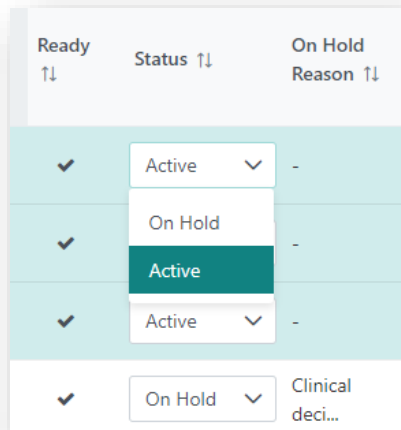 Ready
Status
On Hold
Reason
Active
-
On Hold
-
Active
Active
-
On Hold
Clinical
deci...